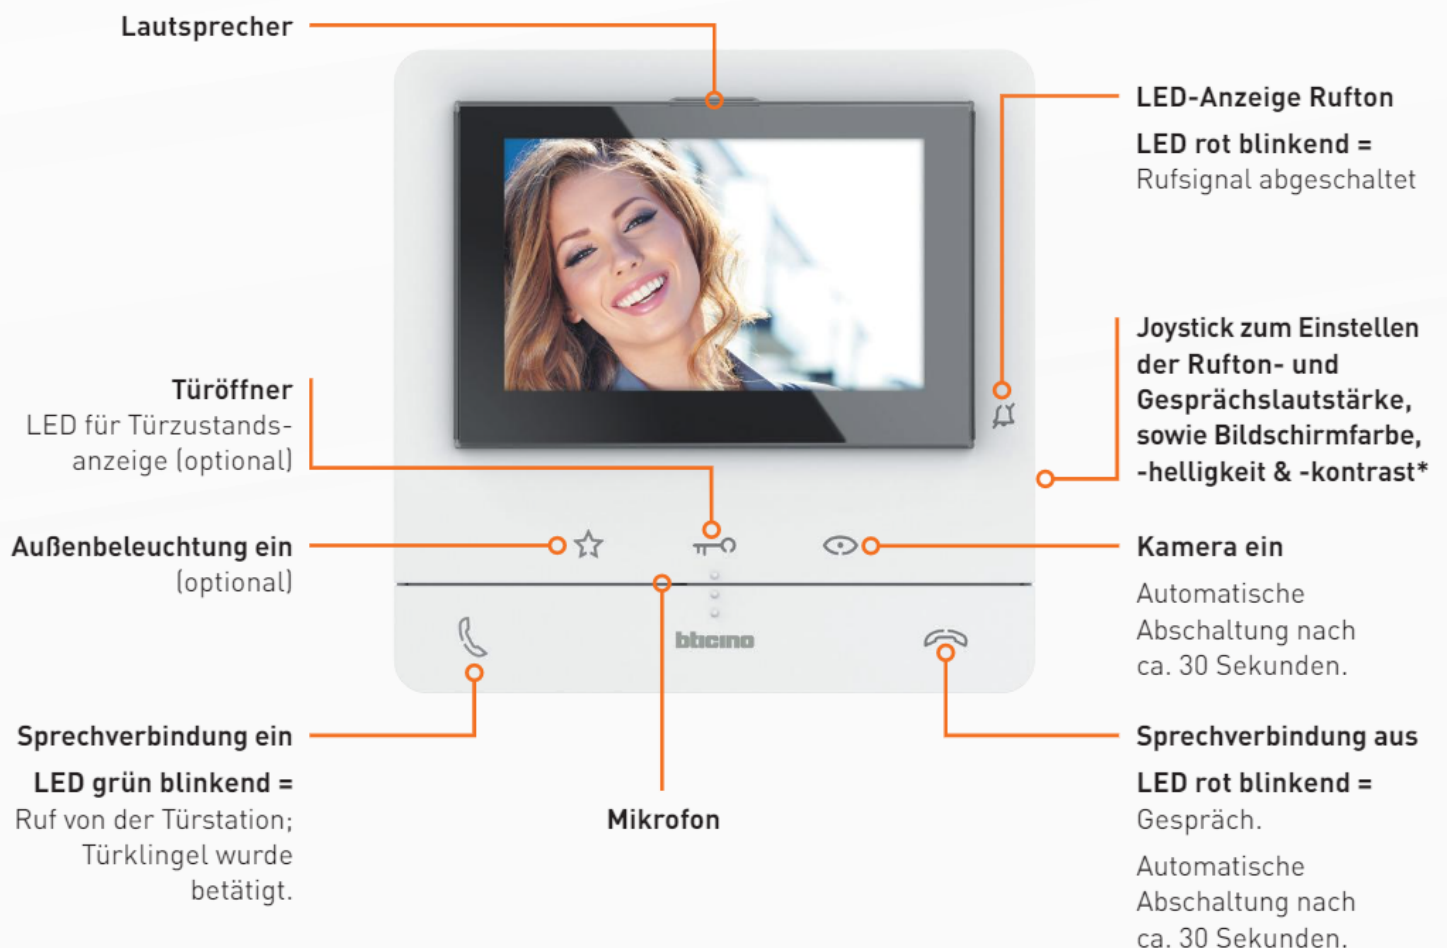 Lautsprecher
LED-Anzeige Rufton
LED rot blinkend =
Rufsignal abgeschaltet
Joystick zum Einstellen
der Rufton- und
Gesprächslautstärke,
sowie Bildschirmfarbe,
-helligkeit & -kontrast*
Türöffner
LED für Türzustands-
anzeige (optional)
Außenbeleuchtung ein
(optional)
Kamera ein
Automatische
Abschaltung nach
ca. 30 Sekunden.
bticino
Sprechverbindung ein
LED grün blinkend =
Ruf von der Türstation;
Türklingel wurde
betätigt.
Mikrofon
Sprechverbindung aus
LED rot blinkend =
Gespräch.
Automatische
Abschaltung nach
ca. 30 Sekunden.